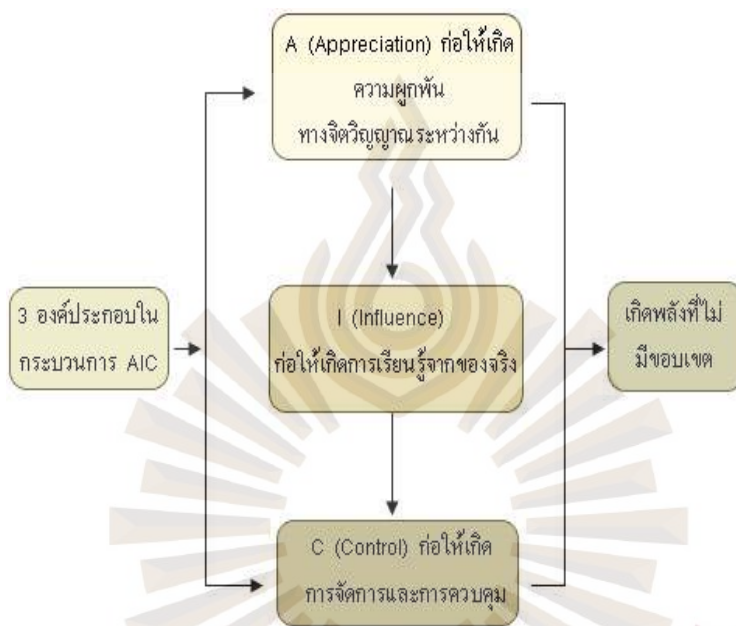 A (Appreciation) ก่อให้เกิด
ความผูกพัน
ทางจิตวิญญาณระหว่างกัน
3 องค์ประกอบใน
กระบวนการ AIC
I (Influence)
ก่อให้เกิดการเรียนรู้จากของจริง
เกิดพลังที่ไม่
มีขอบเขต
C (Control) ก่อให้เกิด
การจัดการและการควบคุม